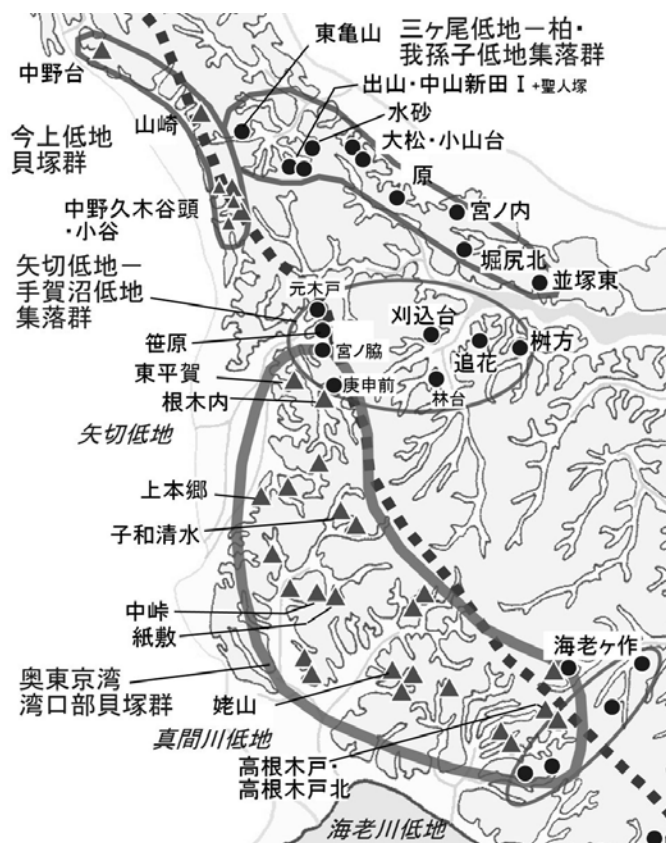 東亀山
三ヶ尾低地－柏・
我孫子低地集落群
中野台
出山・中山新田Ⅰ+聖人塚
水砂
山崎
大松・小山台
今上低地
貝塚群
原
宮ノ内
中野久木谷頭
・小谷
堀尻北
並塚東
矢切低地－
手賀沼低地
集落群
元木戸
刈込台
笹原
宮ノ脇
追花
桝方
東平賀
庚申前
林台
根木内
矢切低地
上本郷
子和清水
中峠
紙敷
海老ヶ作
奥東京湾
湾口部貝塚群
姥山
真間川低地
高根木戸・
高根木戸北
海老川低地